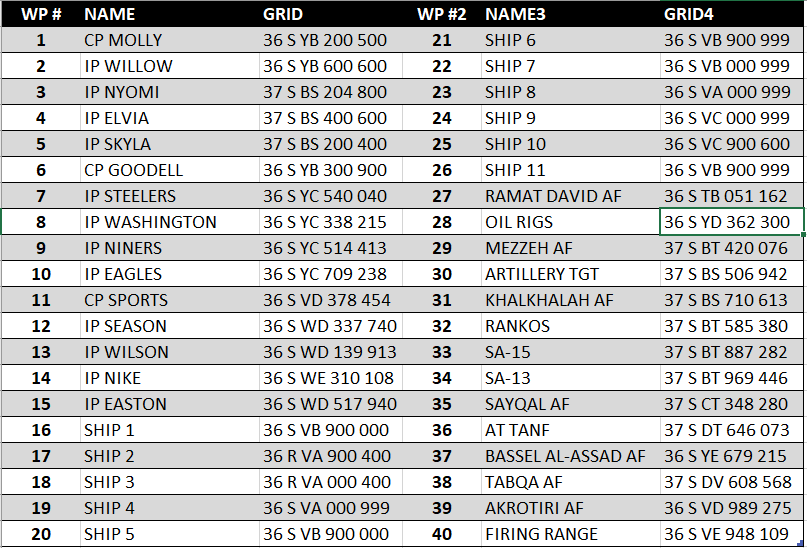 WP # NAME GRID WP #2 NAME3 GRID4
1 CP MOLLY 36 S YB 200 500 21 SHIP 6 36 S VB 900 999
2 IP WILLOW 36 S YB 600 600 22 SHIP 7 36 S VB 000 999
3 IP NYOMI 37 S BS 204 800 23 SHIP 8 36 S VA 000 999
4 IP ELVIA 37 S BS 400 600 24 SHIP 9 36 S VC 000 999
5 IP SKYLA 37 S BS 200 400 25 SHIP 10 36 S VC 900 600
6 CP GOODELL 36 S YB 300 900 26 SHIP 11 36 S VB 900 999
7 IP STEELERS 36 S YC 540 040 27 RAMAT DAVID AF 36 S TB 051 162
8 IP WASHINGTON 36 S YC 338 215 28 OIL RIGS 36 S YD 362 300
9 IP NINERS 36 S YC 514 413 29 MEZZEH AF 37 S BT 420 076
10 IP EAGLES 36 S YC 709 238 30 ARTILLERY TGT 37 S BS 506 942
11 CP SPORTS 36 S VD 378 454 31 KHALKHALAH AF 37 S BS 710 613
12 IP SEASON 36 S WD 337 740 32 RANKOS 37 S BT 585 380
13 IP WILSON 36 S WD 139 913 33 SA-15 37 S BT 887 282
14 IP NIKE 36 S WE 310 108 34 SA-13 37 S BT 969 446
15 IP EASTON 36 S WD 517 940 35 SAYQAL AF 37 S CT 348 280
16 SHIP 1 36 S VB 900 000 36 AT TANF 37 S DT 646 073
17 SHIP 2 36 R VA 900 400 37 BASSEL AL-ASSAD AF 36 S YE 679 215
18 SHIP 3 36 R VA 000 400 38 TABQA AF 37 S DV 608 568
19 SHIP 4 36 S VA 000 999 39 AKROTIRI AF 36 S VD 989 275
20 SHIP 5 36 S VB 900 000 40 FIRING RANGE 36 S VE 948 109